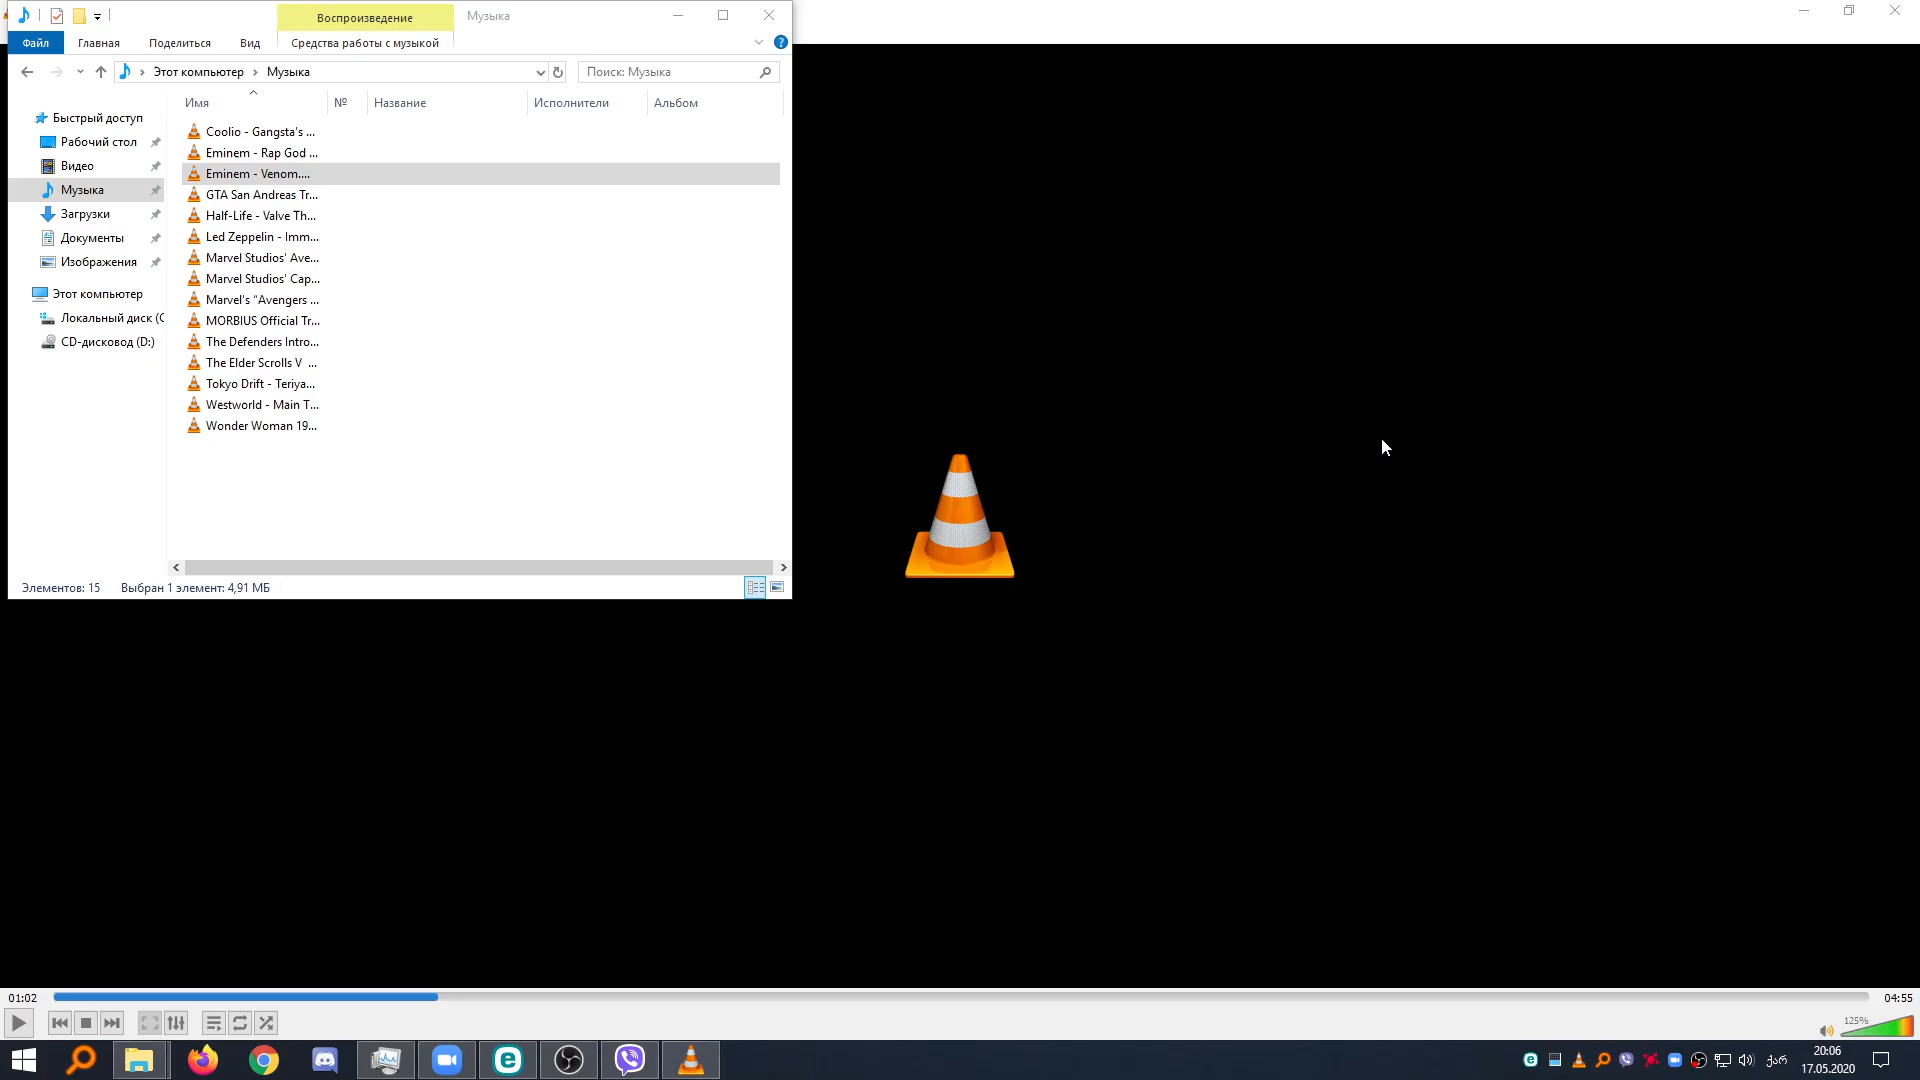 Воспроизведение
Музыка
Файл
Главная
Поделиться
Вид
Средства работы с музыкой
Этот компьютер
Музыка
Поиск: Музыка
Имя
№
Название
Исполнители
Альбом
Быстрый доступ
Рабочий стол
Видео
Музыка
Загрузки
Документы
Изображения
Этот компьютер
Локальный диск (C
CD-дисковод (D:)
Coolio - Gangsta's ...
Eminem - Rap God ...
Eminem - Venom....
GTA San Andreas Tr...
Half-Life - Valve Th...
Led Zeppelin - Imm...
Marvel Studios' Ave...
Marvel Studios' Cap...
Marvel's "Avengers ...
MORBIUS Official Tr...
The Defenders Intro...
The Elder Scrolls V ...
Tokyo Drift - Teriya...
Westworld - Main T...
Wonder Woman 19...
Элементов: 15
Выбран 1 элемент: 4,91 МБ
01:02
04:55
125%
ქარ
20:06
17.05.2020